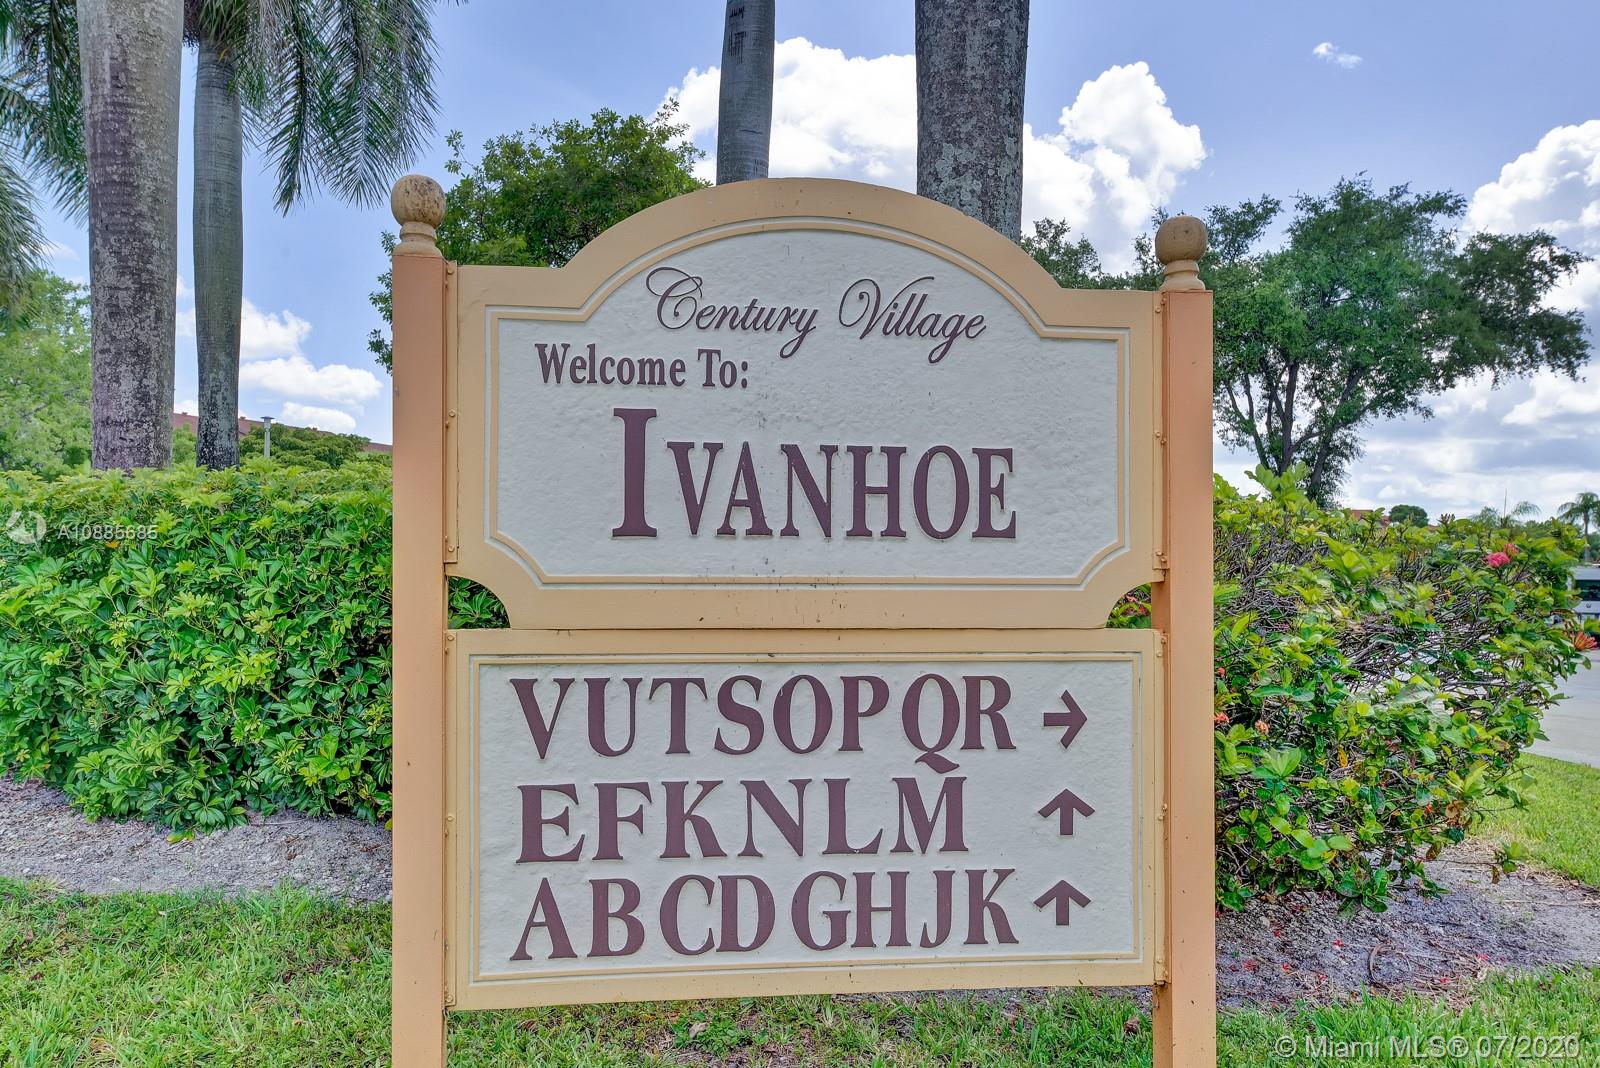 Century Village
Welcome To:
IVANHOE
VUTSOPQR →
EFKNLM ↑
ABCDGHJK ↑
A10885685
©Miami MLS® 07/2020